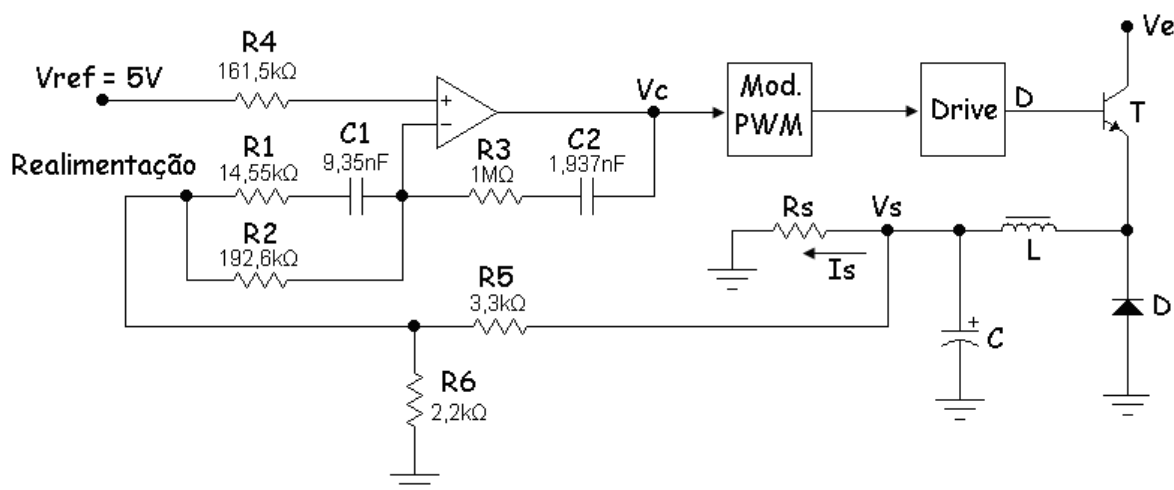 Ve
R4
161,5kΩ
Vref = 5V
Vc
Mod.
PWM
Drive
D
T
Realimentação
R1
14,55kΩ
C1
9,35nF
R3
1MΩ
C2
1,937nF
R2
192,6kΩ
Rs
Is
Vs
L
R5
3,3kΩ
C
D
R6
2,2kΩ